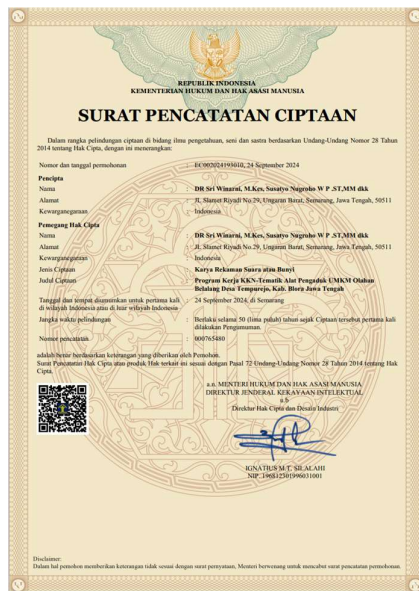 REPUBLIK INDONESIA
KEMENTERIAN HUKUM DAN HAK ASASI MANUSIA
SURAT PENCATATAN CIPTAAN
Dalam rangka pelindungan ciptaan di bidang ilmu pengetahuan, seni dan sastra berdasarkan Undang-Undang Nomor 28 Tahun
2014 tentang Hak Cipta, dengan ini menerangkan:
Nomor dan tanggal permohonan : EC002024193010, 24 September 2024
Pencipta
Nama : DR Sri Winarni, M.Kes, Susatyo Nugroho W P .ST,MM dkk
Alamat : Jl. Slamet Riyadi No.29, Ungaran Barat, Semarang, Jawa Tengah, 50511
Kewarganegaraan : Indonesia
Pemegang Hak Cipta
Nama : DR Sri Winarni, M.Kes, Susatyo Nugroho W P .ST,MM dkk
Alamat : Jl. Slamet Riyadi No.29, Ungaran Barat, Semarang, Jawa Tengah, 50511
Kewarganegaraan : Indonesia
Jenis Ciptaan : Karya Rekaman Suara atau Bunyi
Judul Ciptaan : Program Kerja KKN-Tematik Alat Pengaduk UMKM Olahan
Belalang Desa Tempurejo, Kab. Blora Jawa Tengah
Tanggal dan tempat diumumkan untuk pertama kali : 24 September 2024, di Semarang
di wilayah Indonesia atau di luar wilayah Indonesia
Jangka waktu pelindungan : Berlaku selama 50 (lima puluh) tahun sejak Ciptaan tersebut pertama kali
dilakukan Pengumuman.
Nomor pencatatan : 000765480
adalah benar berdasarkan keterangan yang diberikan oleh Pemohon.
Surat Pencatatan Hak Cipta atau produk Hak terkait ini sesuai dengan Pasal 72 Undang-Undang Nomor 28 Tahun 2014 tentang Hak
Cipta.
a.n. MENTERI HUKUM DAN HAK ASASI MANUSIA
DIREKTUR JENDERAL KEKAYAAN INTELEKTUAL
u.b
Direktur Hak Cipta dan Desain Industri
IGNATIUS M.T. SILALAHI
NIP. 196812301996031001
Disclaimer:
Dalam hal pemohon memberikan keterangan tidak sesuai dengan surat pernyataan, Menteri berwenang untuk mencabut surat pencatatan permohonan.